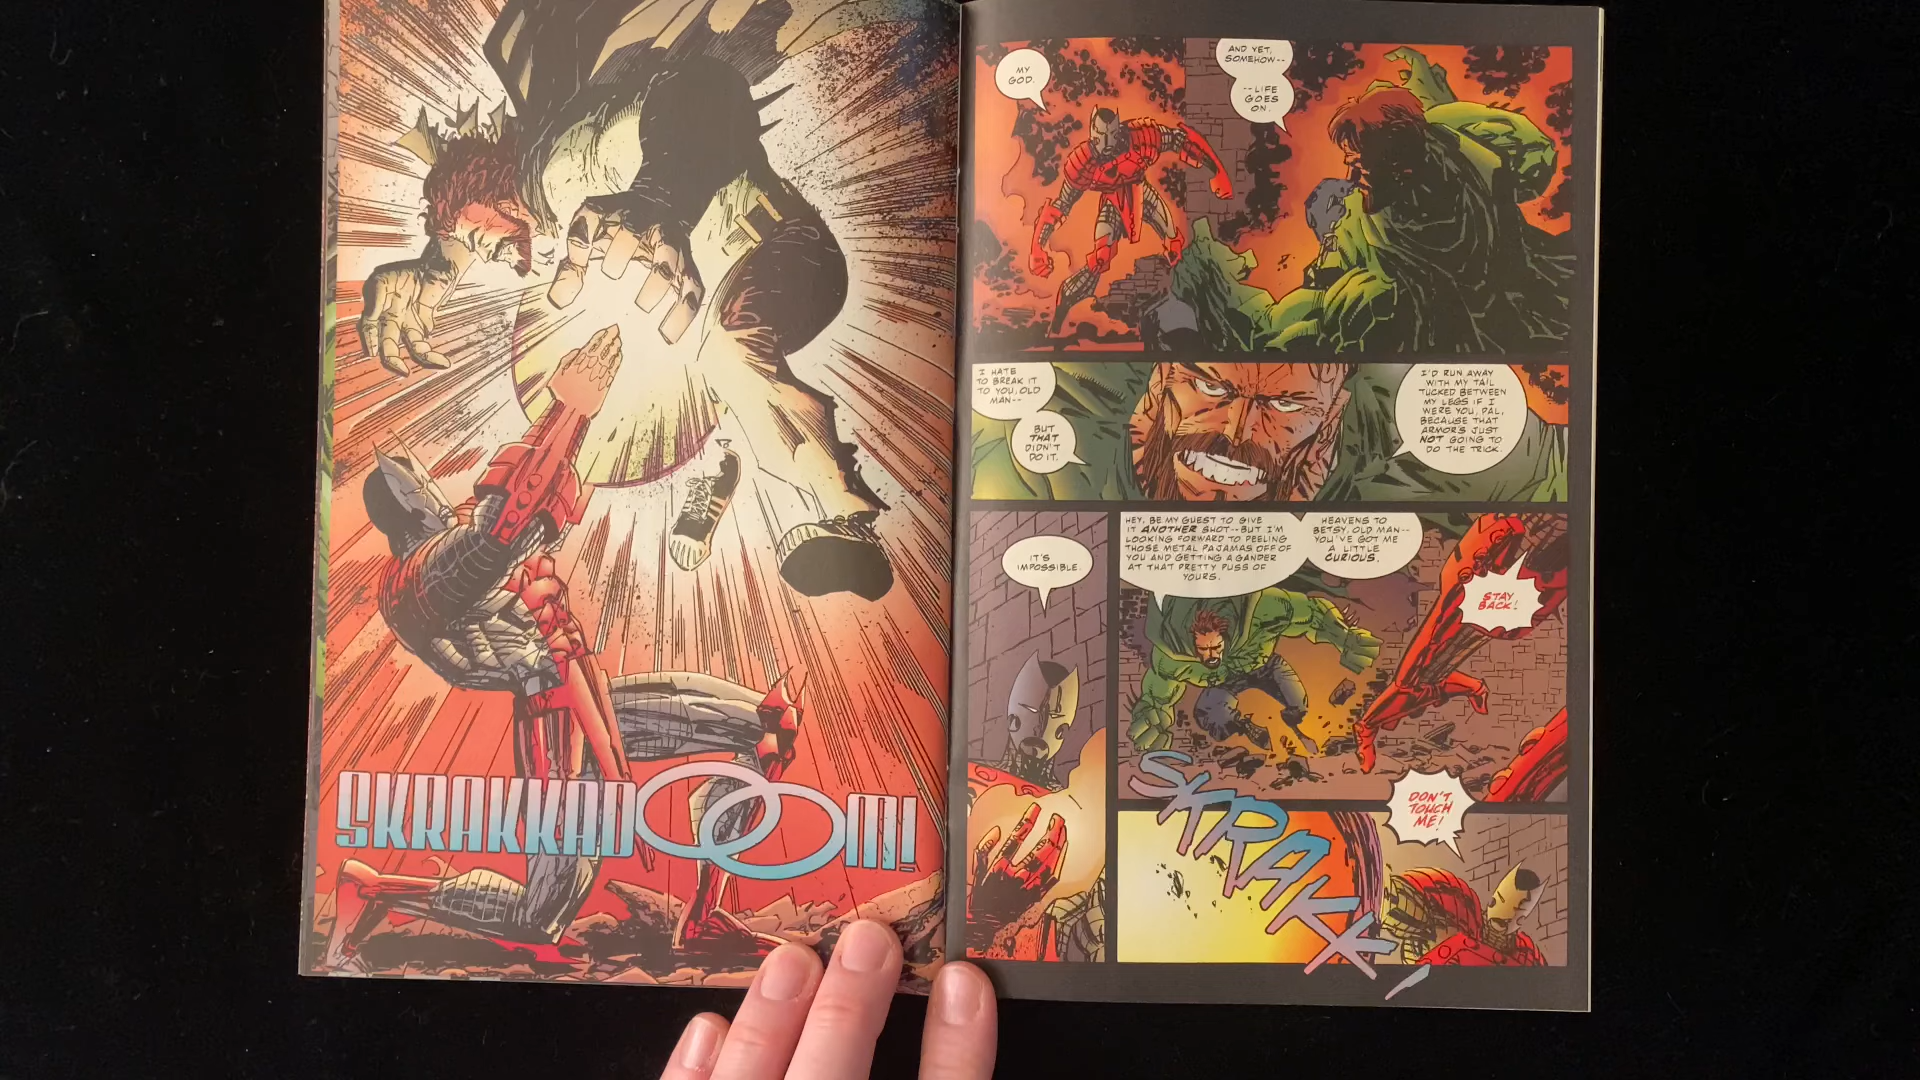 SKRAKKADOOM!
MY
GOD.
AND YET,
SOMEHOW--
--LIFE
GOES
ON.
I HATE
TO BREAK IT
TO YOU, OLD
MAN--
BUT
THAT
DIDN'T
DO IT.
I'D RUN AWAY
WITH MY TAIL
TUCKED BETWEEN
MY LEGS IF I
WERE YOU, PAL,
BECAUSE THAT
ARMOR'S JUST
NOT GOING TO
DO THE TRICK.
IT'S
IMPOSSIBLE.
HEY, BE MY GUEST TO GIVE
IT ANOTHER SHOT--BUT I'M
LOOKING FORWARD TO PEELING
THOSE METAL PAJAMAS OFF OF
YOU AND GETTING A GANDER
AT THAT PRETTY PUSS OF
YOURS.
HEAVENS TO
BETSY, OLD MAN--
YOU'VE GOT ME
A LITTLE
CURIOUS.
STAY
BACK!
SKRAKK!
DON'T
TOUCH
ME!